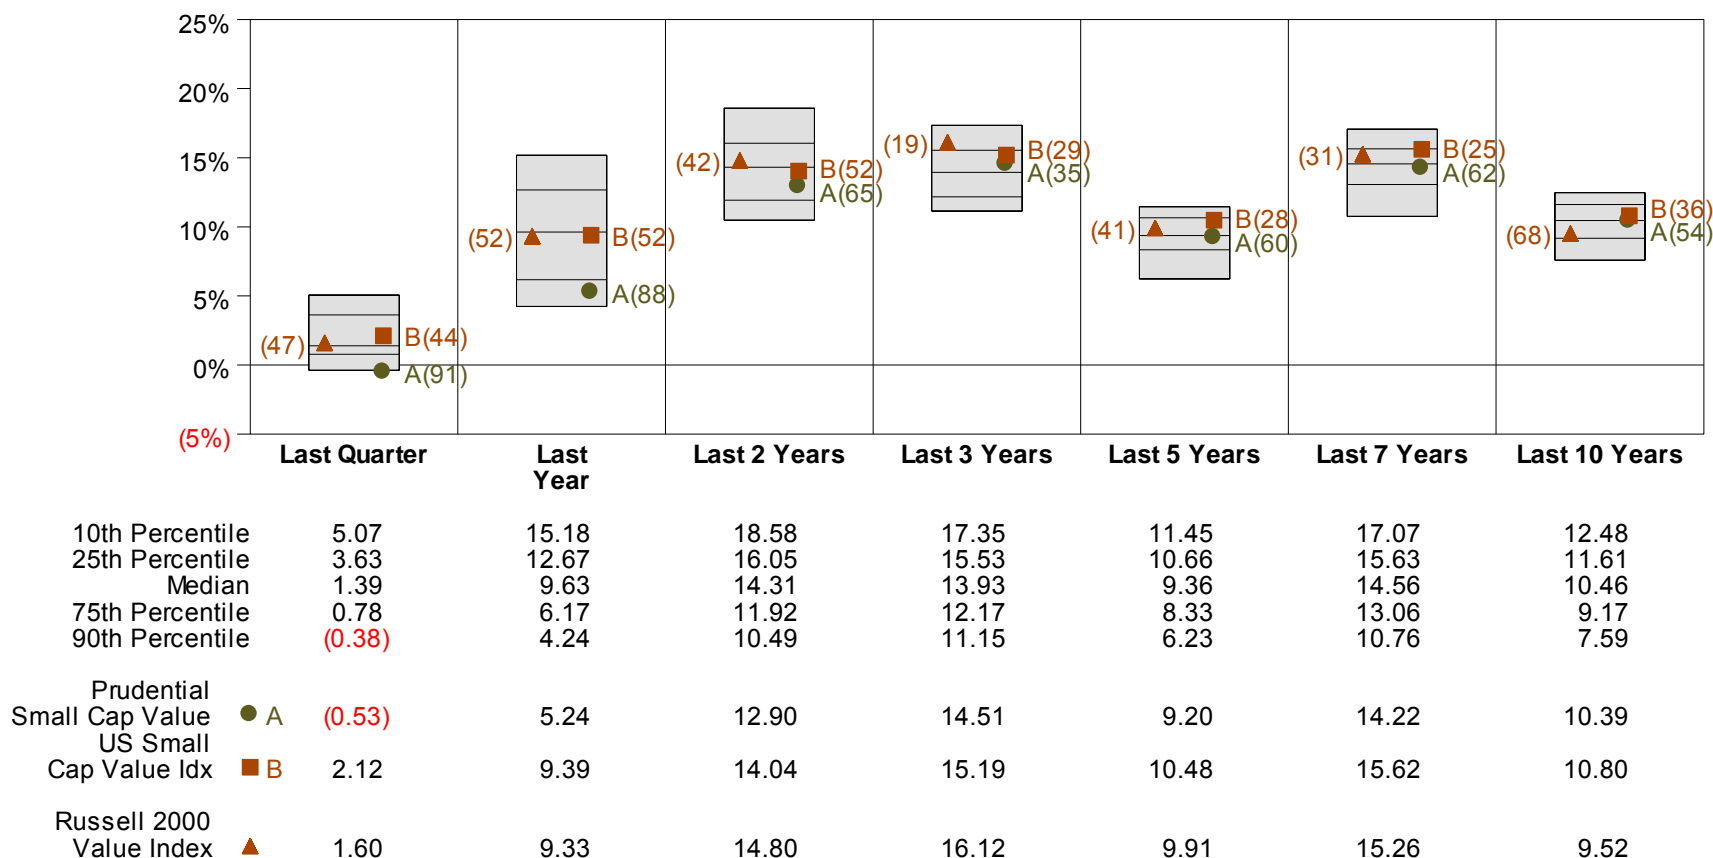 25%
20%
15%
10%
5%
0%
(5%)
(47)
B(44)
A(91)
(52)
B(52)
A(88)
(42)
B(52)
A(65)
(19)
B(29)
A(35)
(41)
B(28)
A(60)
(31)
B(25)
A(62)
(68)
B(36)
A(54)
Last Quarter Last Year Last 2 Years Last 3 Years Last 5 Years Last 7 Years Last 10 Years
10th Percentile 5.07 15.18 18.58 17.35 11.45 17.07 12.48
25th Percentile 3.63 12.67 16.05 15.53 10.66 15.63 11.61
Median 1.39 9.63 14.31 13.93 9.36 14.56 10.46
75th Percentile 0.78 6.17 11.92 12.17 8.33 13.06 9.17
90th Percentile (0.38) 4.24 10.49 11.15 6.23 10.76 7.59
Prudential
Small Cap Value A (0.53) 5.24 12.90 14.51 9.20 14.22 10.39
US Small
Cap Value Idx B 2.12 9.39 14.04 15.19 10.48 15.62 10.80
Russell 2000
Value Index 1.60 9.33 14.80 16.12 9.91 15.26 9.52